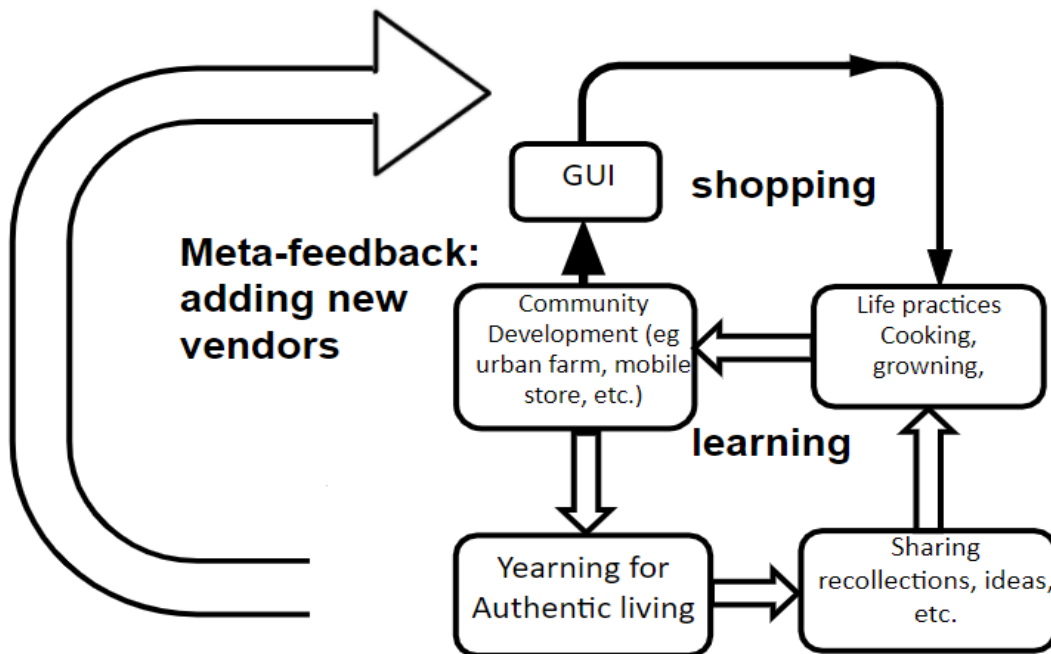 GUI
shopping
Meta-feedback:
adding new
vendors
Community
Development (eg
urban farm, mobile
store, etc.)
Life practices
Cooking,
growning,
learning
Yearning for
Authentic living
Sharing
recollections, ideas,
etc.